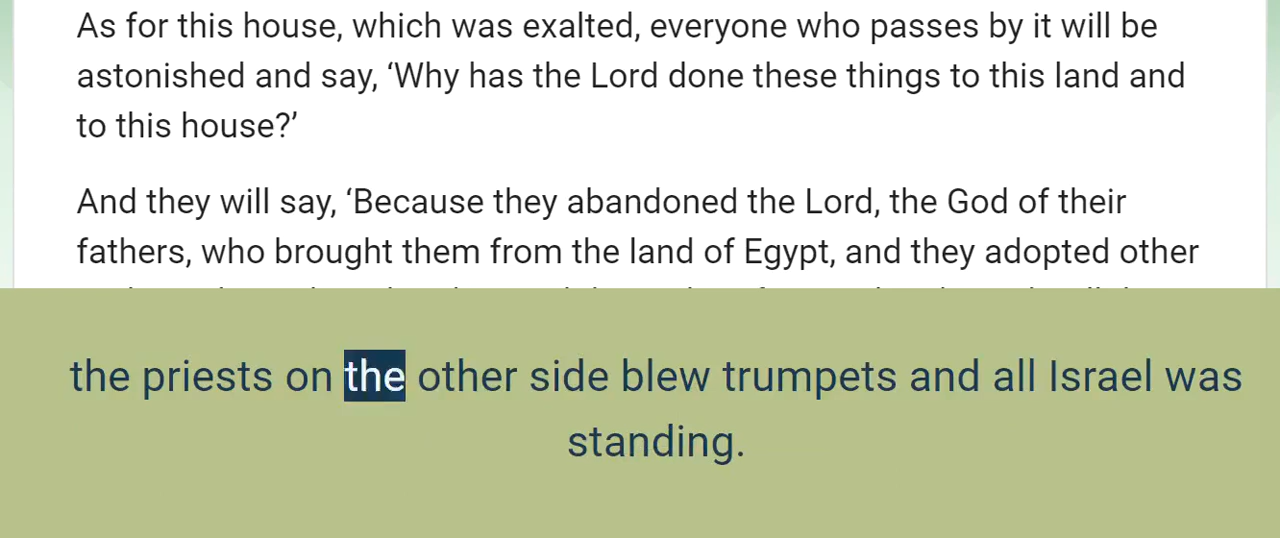 As for this house, which was exalted, everyone who passes by it will be
astonished and say, ‘Why has the Lord done these things to this land and
to this house?’
And they will say, ‘Because they abandoned the Lord, the God of their
fathers, who brought them from the land of Egypt, and they adopted other
the priests on the other side blew trumpets and all Israel was
standing.